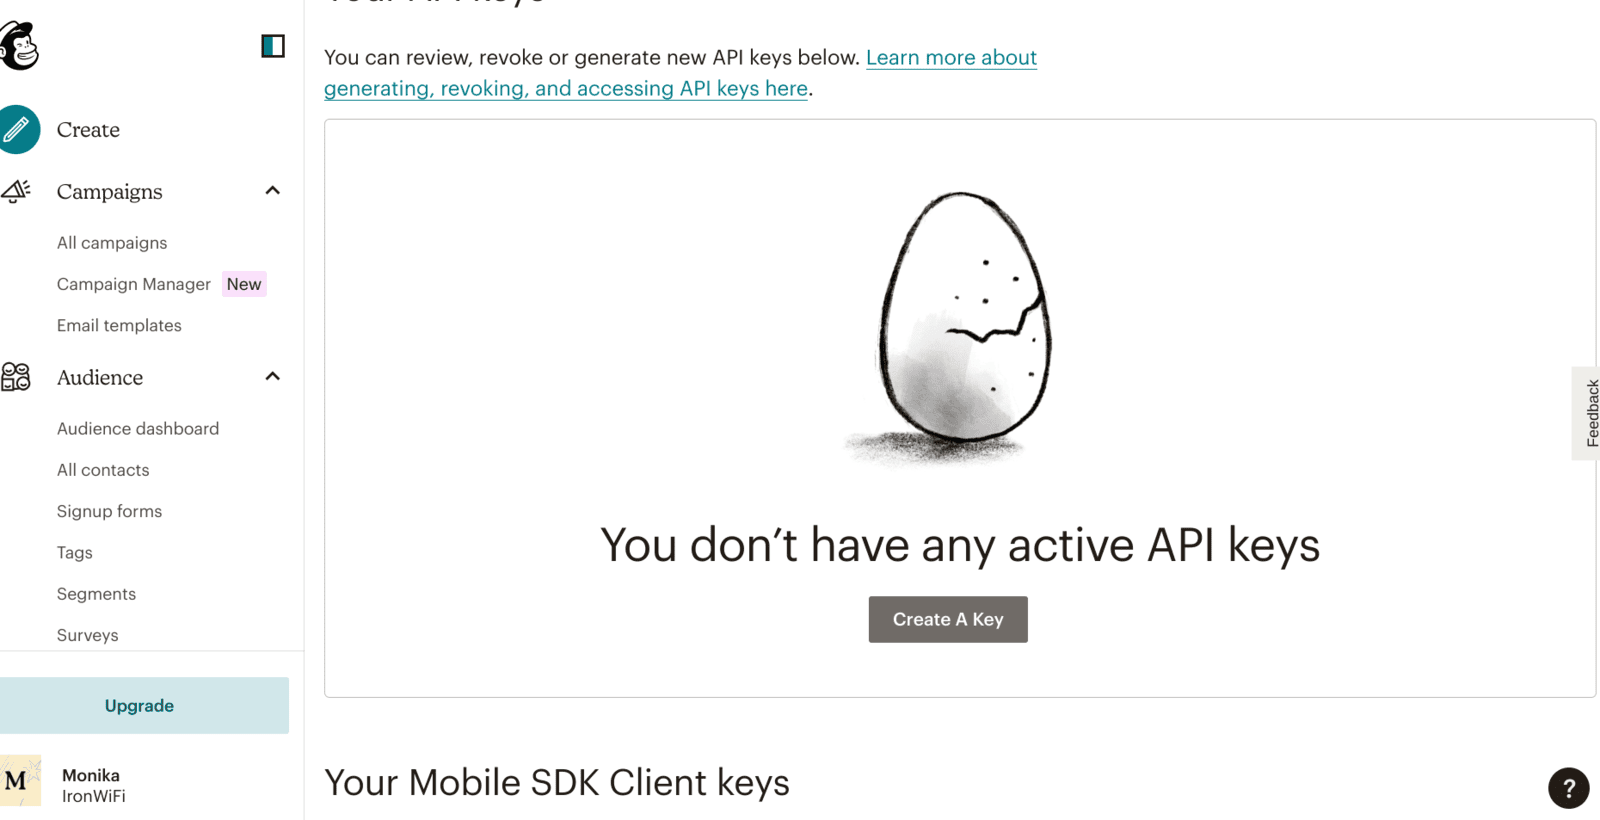 Your API keys
You can review, revoke or generate new API keys below. Learn more about
generating, revoking, and accessing API keys here.
Create
Campaigns
All campaigns
Campaign Manager New
Email templates
Audience
Audience dashboard
All contacts
Signup forms
Tags
Segments
Surveys
Upgrade
M
Monika
IronWiFi
You don’t have any active API keys
Create A Key
Your Mobile SDK Client keys
Feedback
?